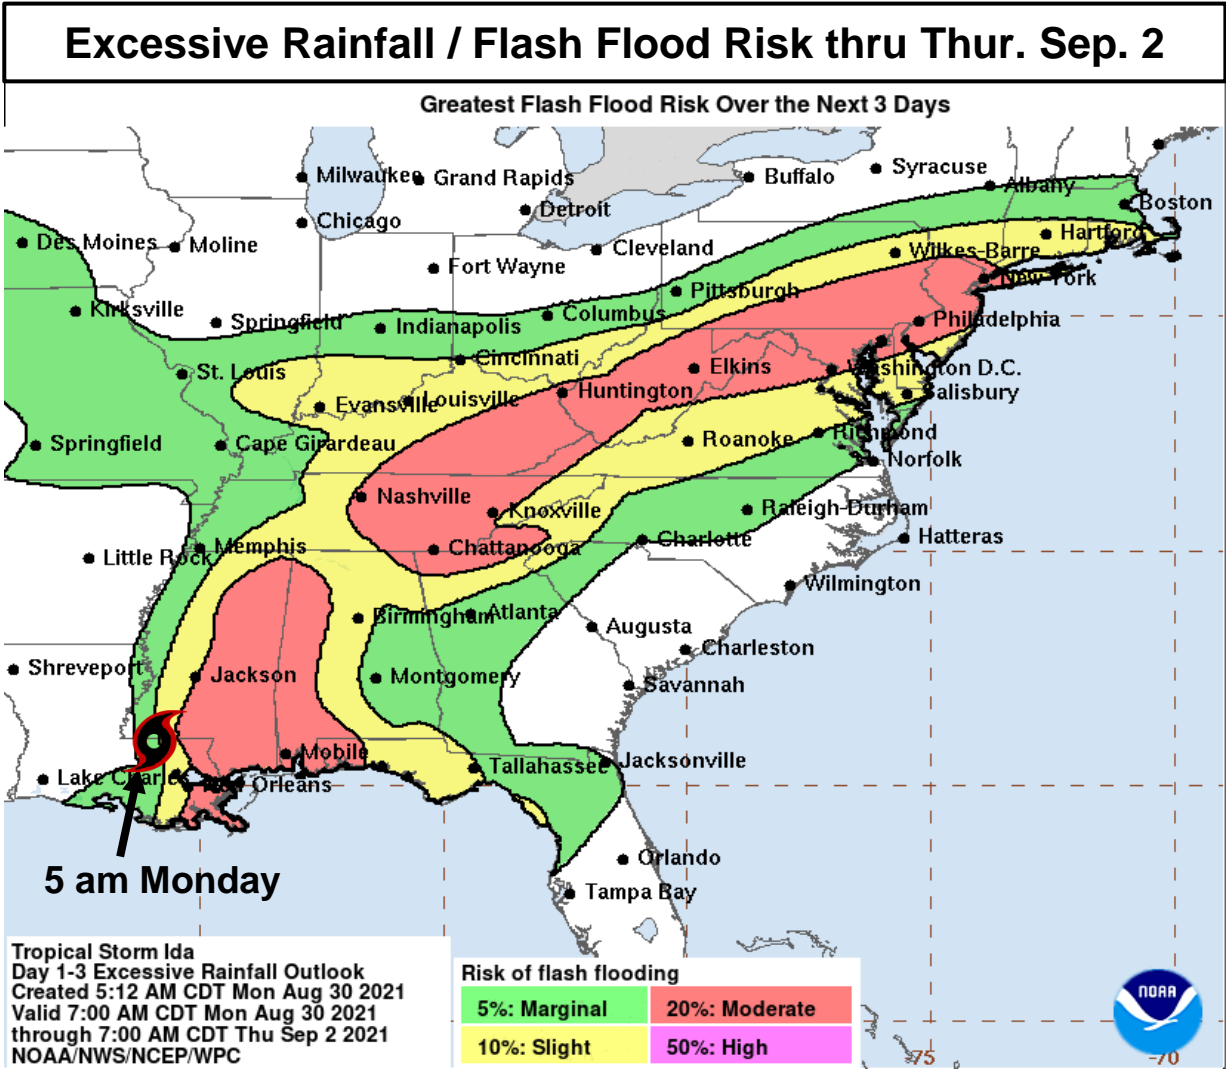 Excessive Rainfall / Flash Flood Risk thru Thur. Sep. 2
Greatest Flash Flood Risk Over the Next 3 Days
Milwaukee
Grand Rapids
Buffalo
Syracuse
Albany
Boston
Chicago
Detroit
Hartford
Des Moines
Moline
Cleveland
Wilkes-Barre
Fort Wayne
New York
Kirksville
Springfield
Indianapolis
Columbus
Pittsburgh
Philadelphia
St. Louis
Cincinnati
Elkins
Washington D.C.
Evansville
Louisville
Huntington
Salisbury
Springfield
Cape Girardeau
Roanoke
Richmond
Norfolk
Nashville
Knoxville
Raleigh-Durham
Little Rock
Memphis
Chattanooga
Charlotte
Hatteras
Wilmington
Birmingham
Atlanta
Augusta
Shreveport
Jackson
Montgomery
Charleston
Savannah
Mobile
Tallahassee
Jacksonville
Lake Charles
Orleans
Orlando
5 am Monday
Tampa Bay
Tropical Storm Ida
Day 1-3 Excessive Rainfall Outlook
Created 5:12 AM CDT Mon Aug 30 2021
Valid 7:00 AM CDT Mon Aug 30 2021
through 7:00 AM CDT Thu Sep 2 2021
NOAA/NWS/NCEP/WPC
Risk of flash flooding
5%: Marginal
20%: Moderate
10%: Slight
50%: High
NOAA
-75
-70